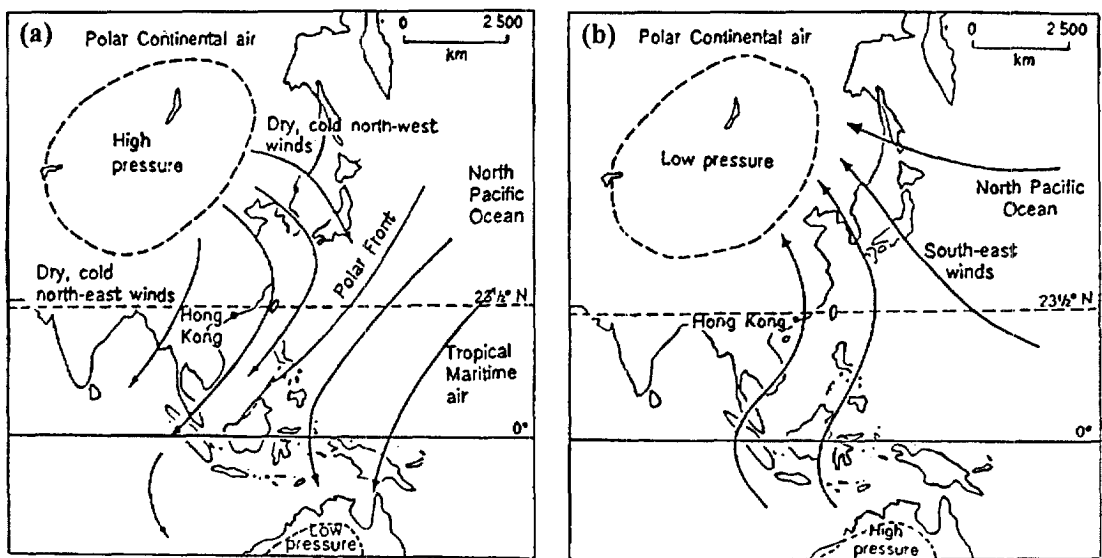 (a)
Polar Continental air
0 2 500
km
High
pressure
Dry, cold north-west
winds
North
Pacific
Ocean
Polar Front
Dry, cold
north-east winds
23½° N
Hong
Kong
Tropical
Maritime
air
0°
Low
pressure
(b)
Polar Continental air
0 2 500
km
Low pressure
North Pacific
Ocean
South-east
winds
23½° N
Hong Kong
0°
High
pressure